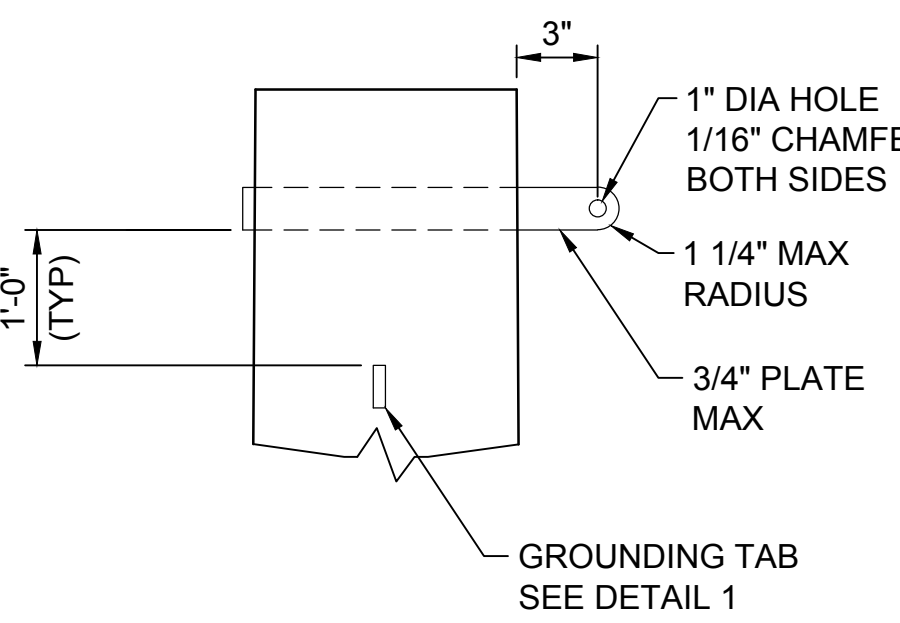 3"
1" DIA HOLE
1/16"
BOTH SIDES
1 1/4" MAX
RADIUS
1'-0"
(TYP)
3/4" PLATE
MAX
GROUNDING TAB
SEE DETAIL 1